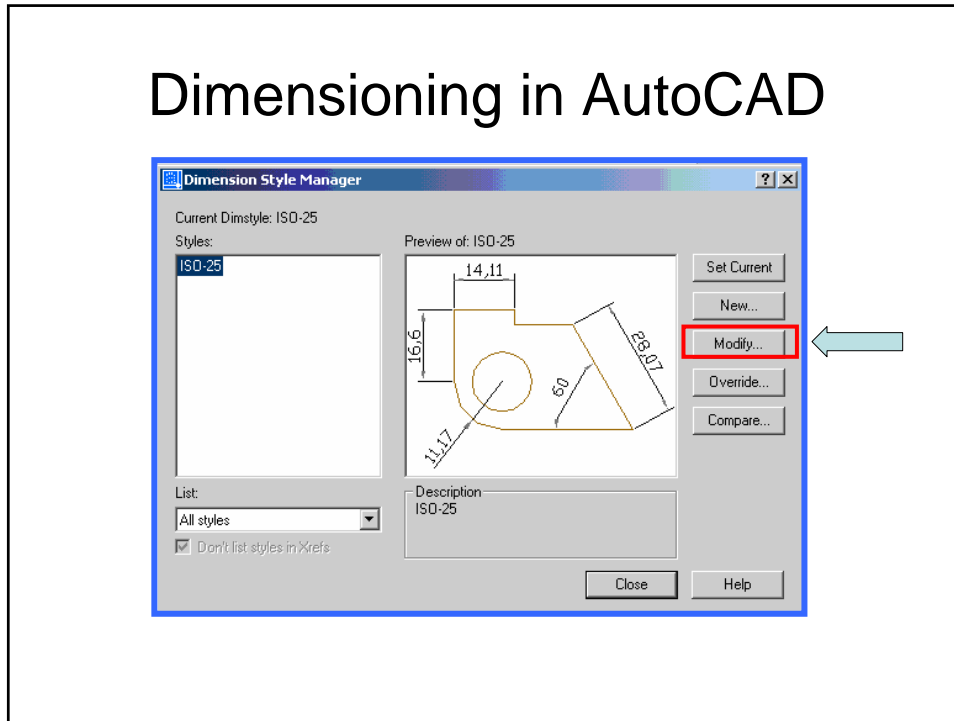 Dimensioning in AutoCAD
Dimension Style Manager
? X
Current Dimstyle: ISO-25
Styles:
ISO-25
Preview of: ISO-25
14,11
16,6
28,07
60
11,17
Set Current
New...
Modify...
Override...
Compare...
List:
All styles
Don't list styles in Xrefs
Description
ISO-25
Close
Help